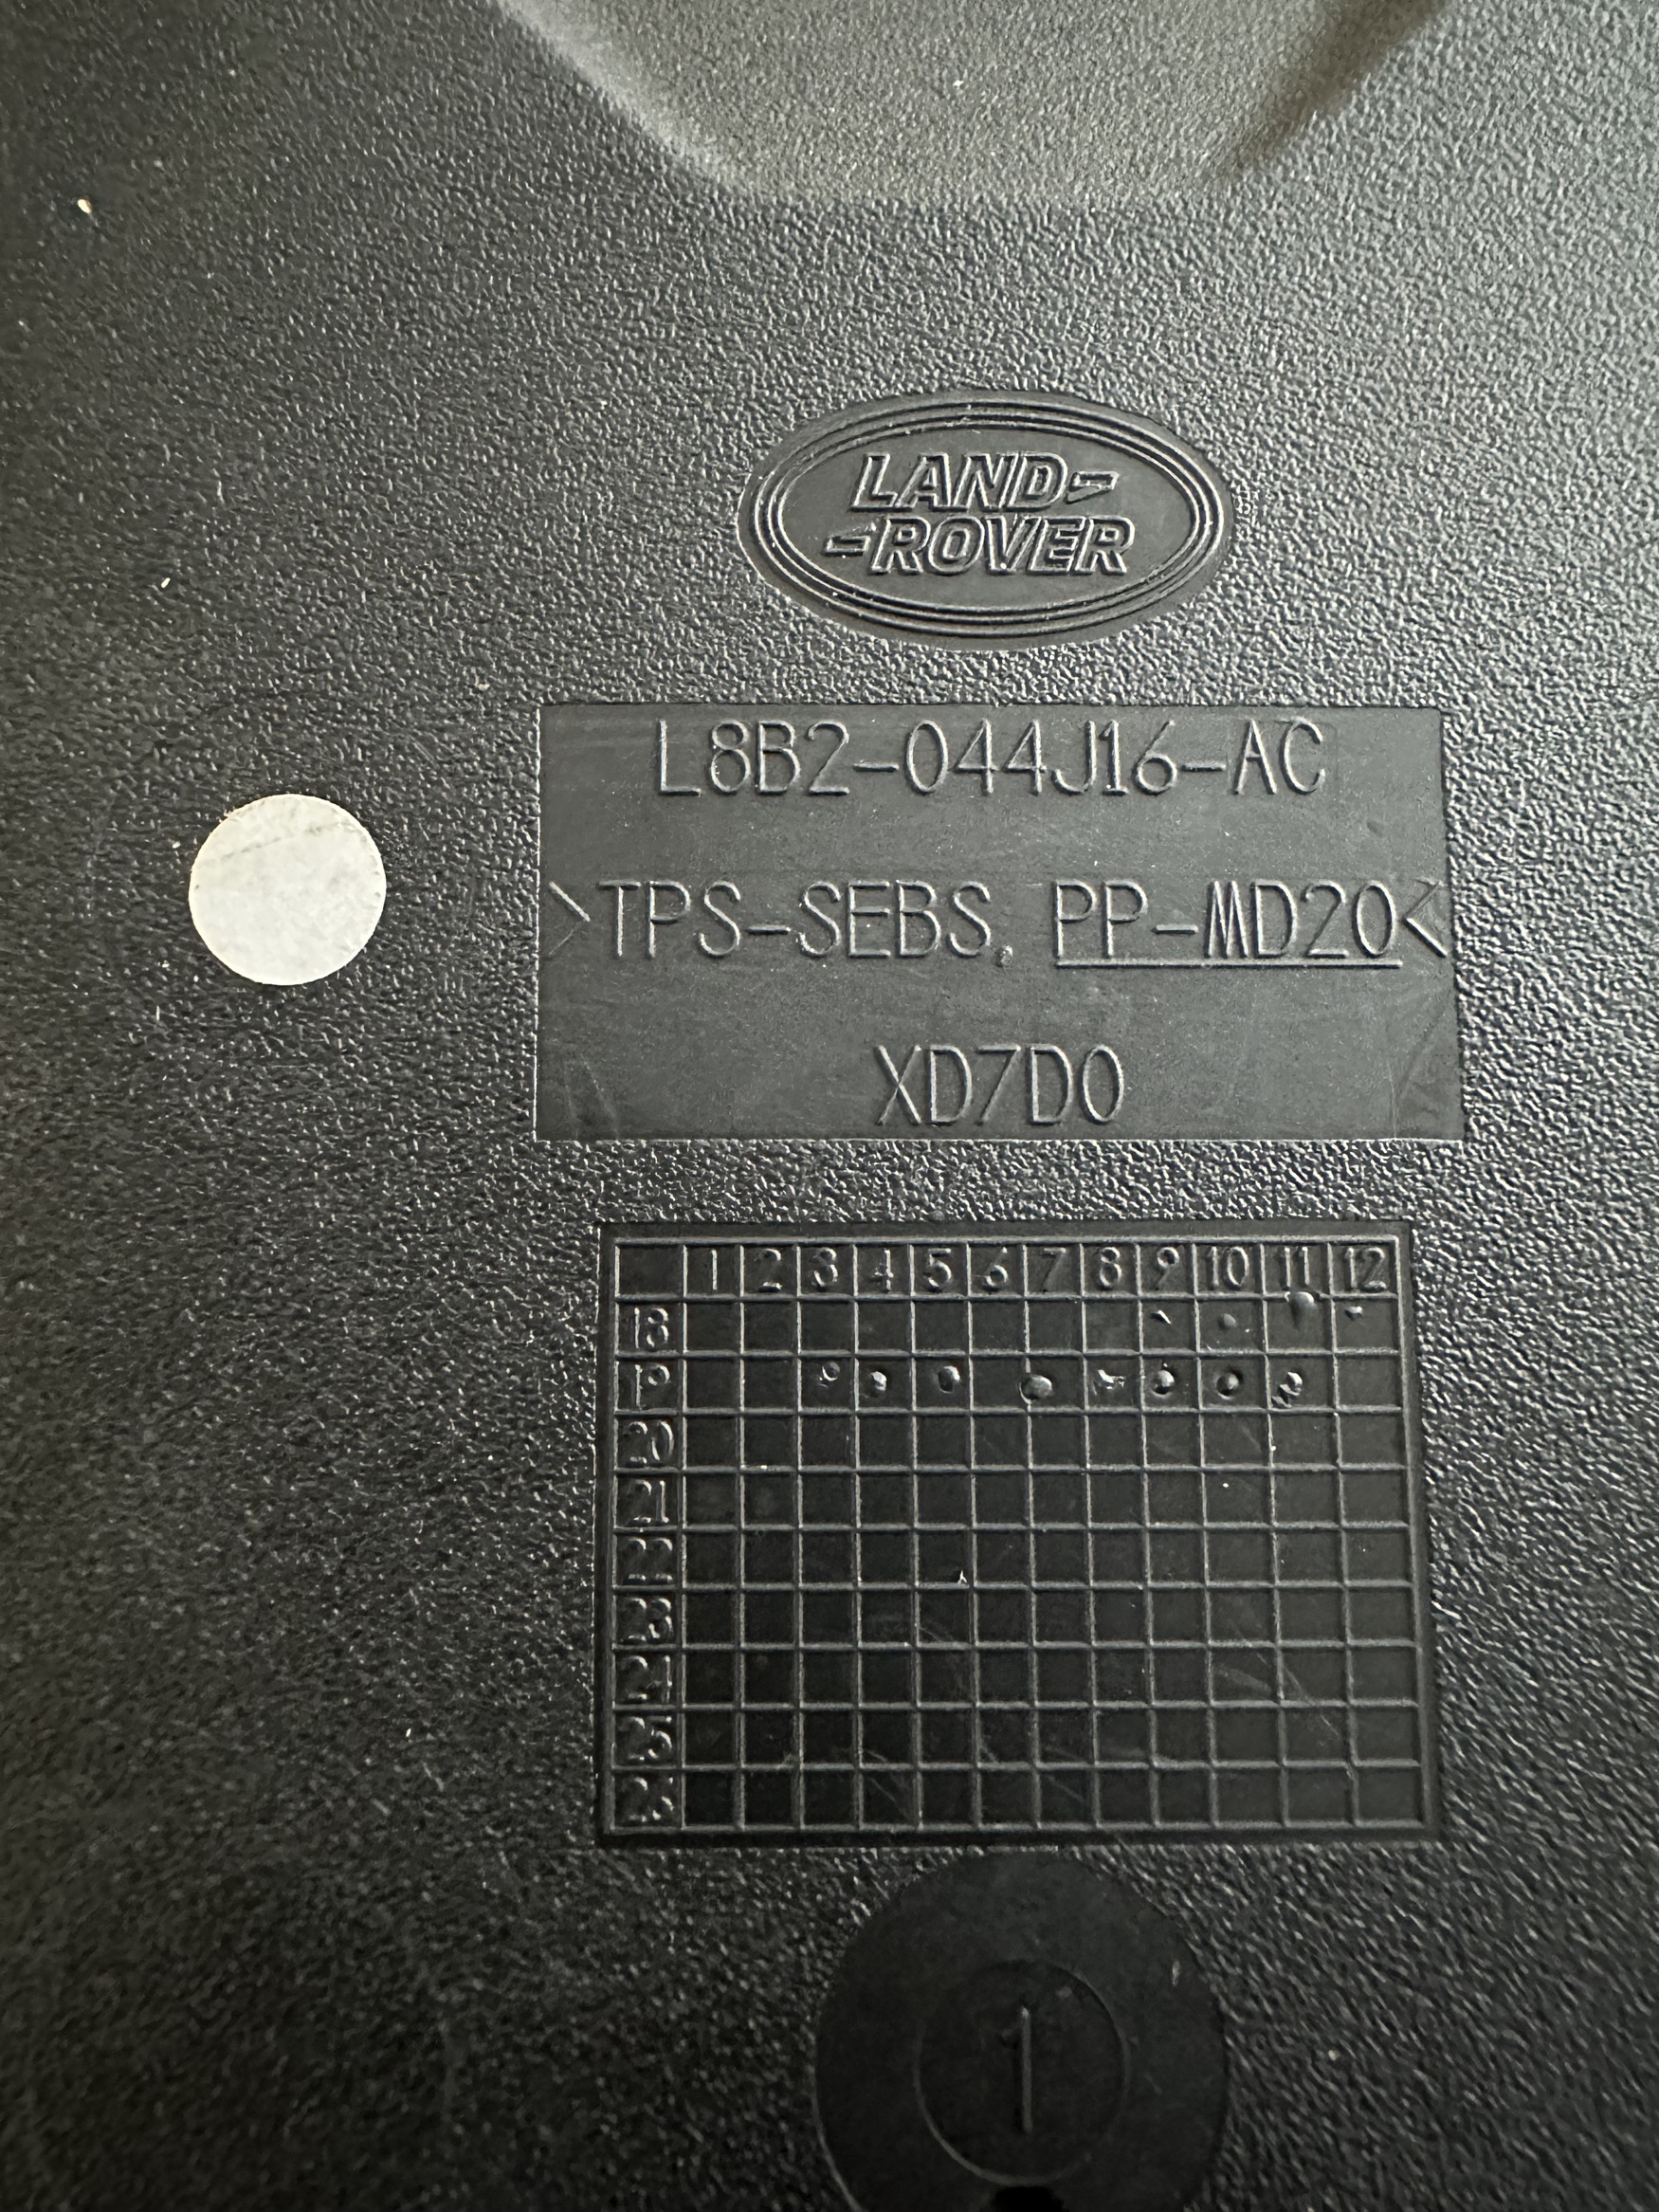 LAND-
-ROVER
L8B2-044J16-AC
>TPS-SEBS, PP-MD20<
XD7D0
1 2 3 4 5 6 7 8 9 10 11 12
18
19
20
21
22
23
24
25
26
1